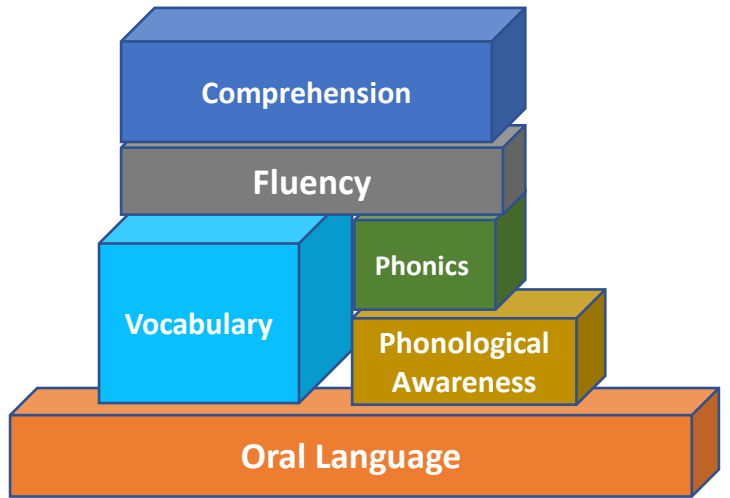 Comprehension
Fluency
Phonics
Vocabulary
Phonological
Awareness
Oral Language